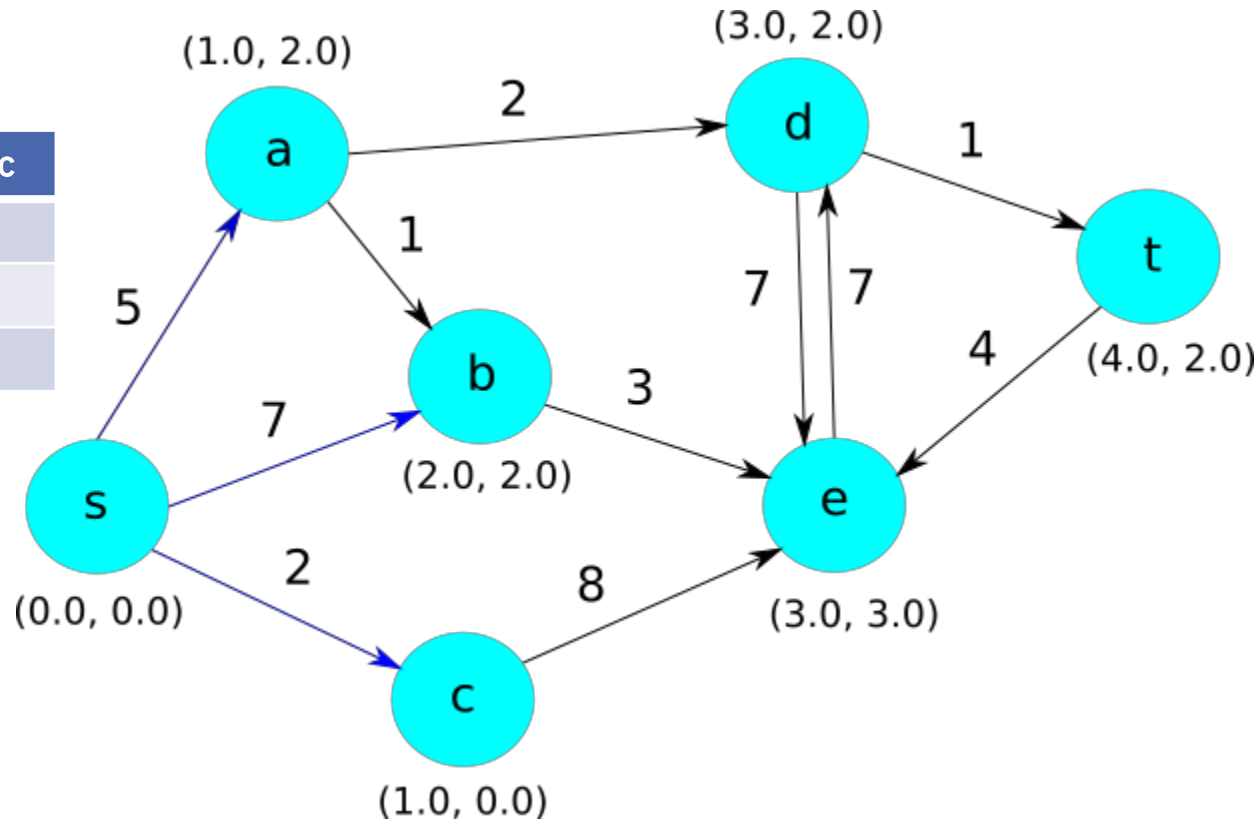 (3.0, 2.0)
(1.0, 2.0)
2
d
1
a
c
1
t
7
7
5
4
(4.0, 2.0)
b
3
7
(2.0, 2.0)
s
e
2
8
(0.0, 0.0)
(3.0, 3.0)
c
(1.0, 0.0)